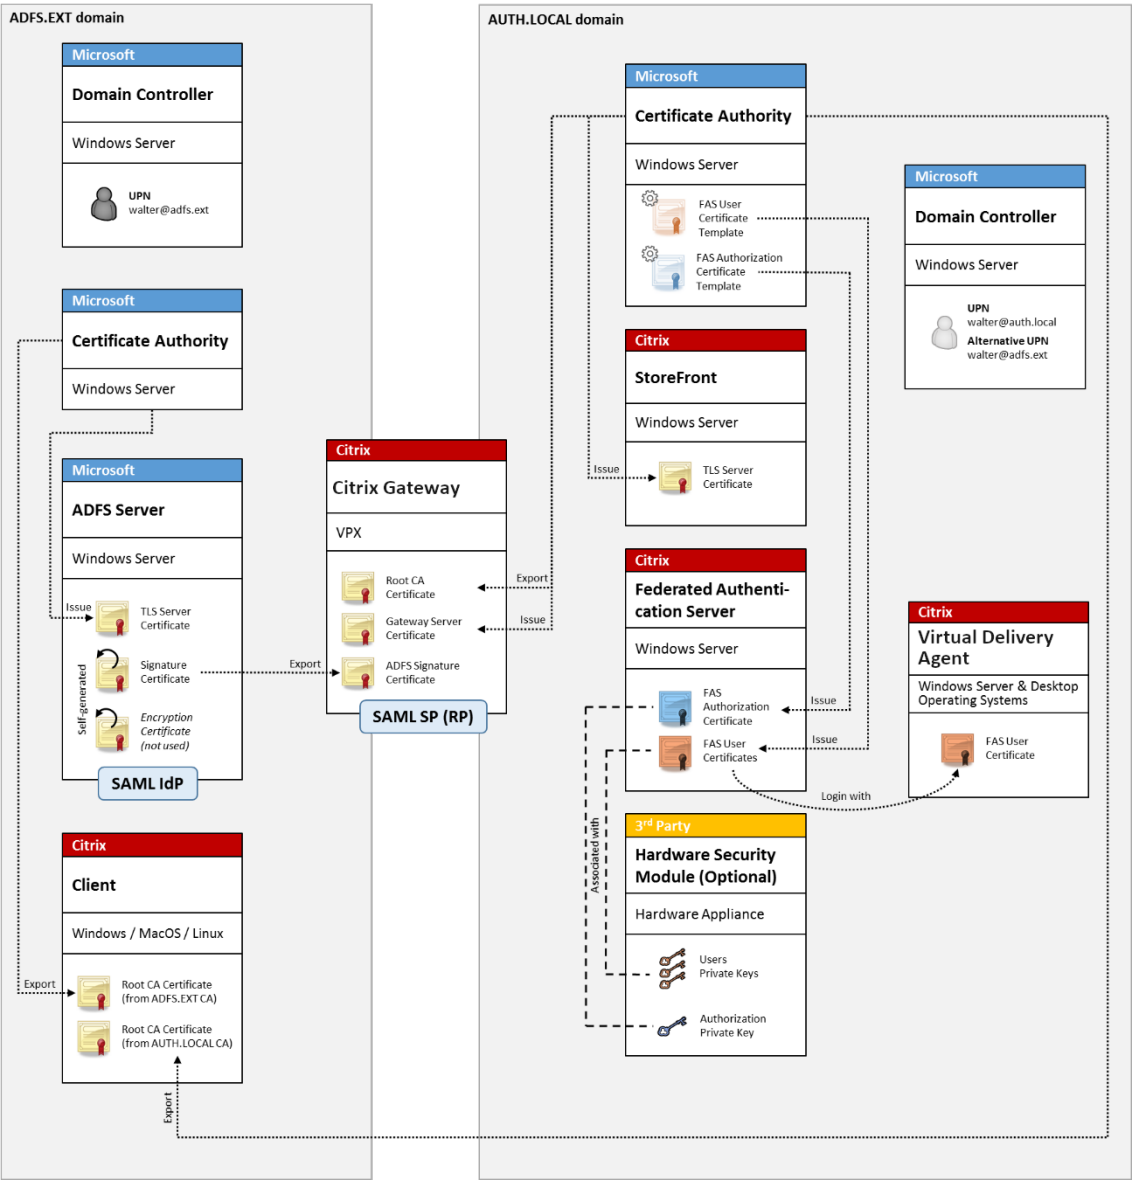 ADFS.EXT domain
Microsoft
Domain Controller
Windows Server
UPN
walter@adfs.ext
Microsoft
Certificate Authority
Windows Server
Microsoft
ADFS Server
Windows Server
Issue
TLS Server
Certificate
Self-generated
Signature
Certificate
Encryption
Certificate
(not used)
SAML IdP
Export
Citrix
Client
Windows / MacOS / Linux
Export
Root CA Certificate
(from ADFS.EXT CA)
Root CA Certificate
(from AUTH.LOCAL CA)
Export
Citrix
Citrix Gateway
VPX
Root CA
Certificate
Export
Gateway Server
Certificate
Issue
ADFS Signature
Certificate
SAML SP (RP)
AUTH.LOCAL domain
Microsoft
Certificate Authority
Windows Server
FAS User
Certificate
Template
FAS Authorization
Certificate
Template
Citrix
StoreFront
Windows Server
Issue
TLS Server
Certificate
Citrix
Federated Authenti-
cation Server
Windows Server
FAS
Authorization
Certificate
Issue
FAS User
Certificates
Issue
Login with
Associated with
3rd Party
Hardware Security
Module (Optional)
Hardware Appliance
Users
Private Keys
Authorization
Private Key
Microsoft
Domain Controller
Windows Server
UPN
walter@auth.local
Alternative UPN
walter@adfs.ext
Citrix
Virtual Delivery
Agent
Windows Server & Desktop
Operating Systems
FAS User
Certificate